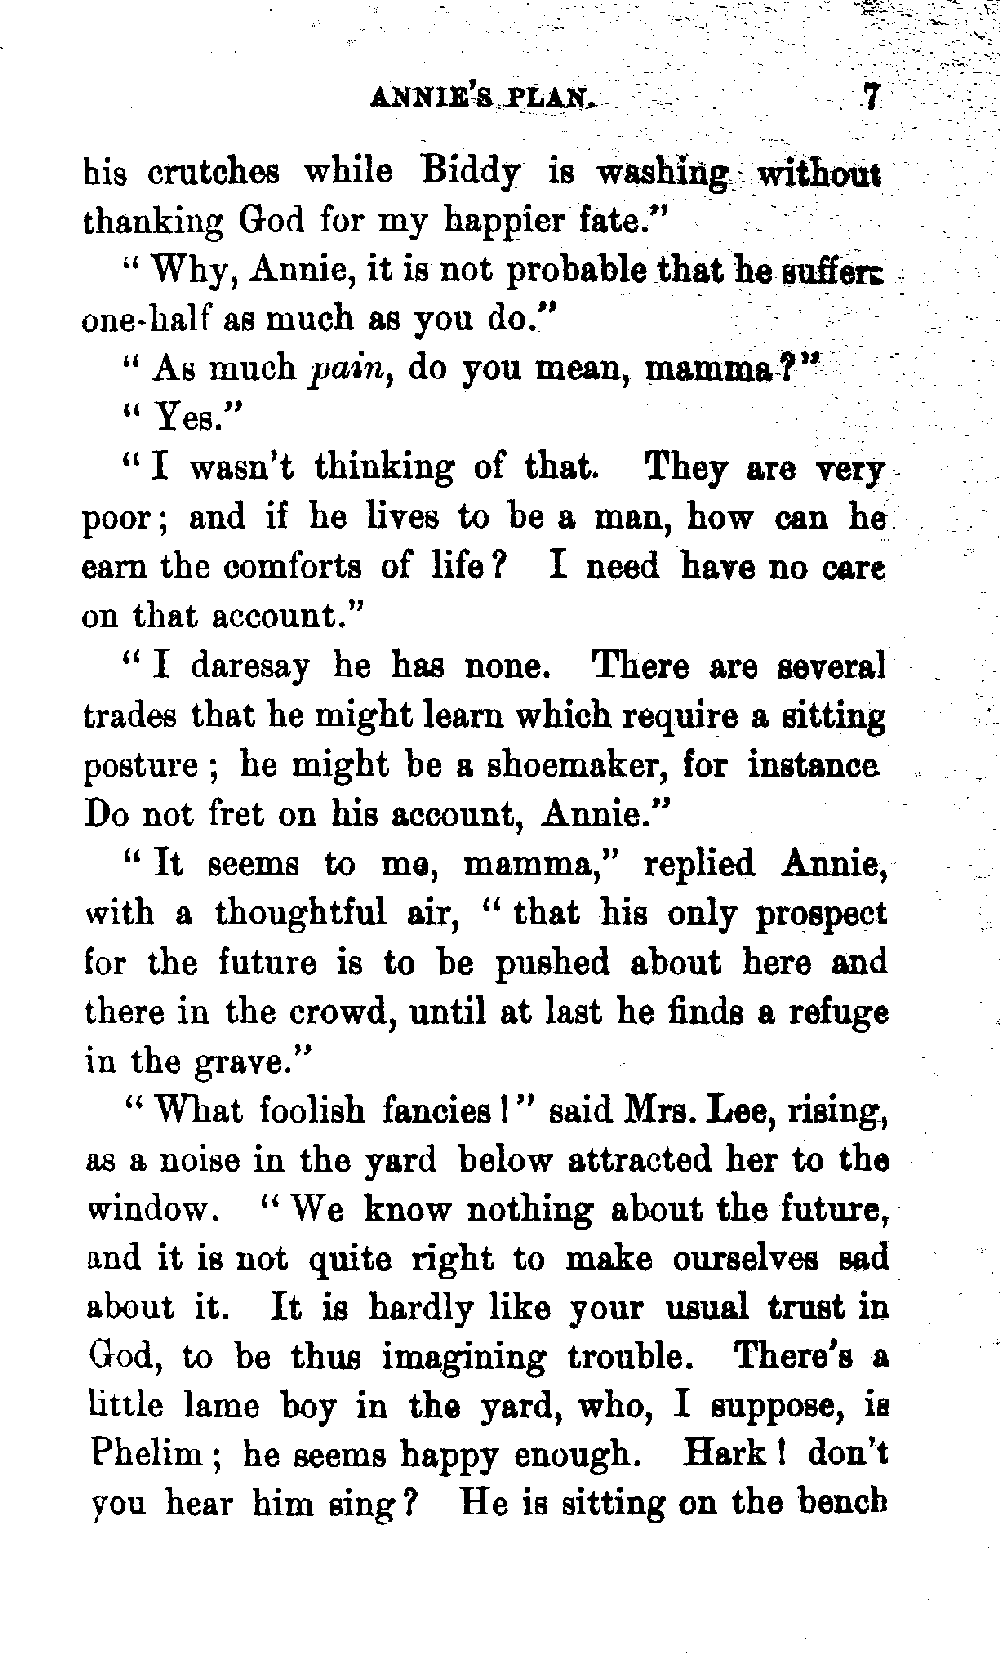 ANNIE'S PLAN. 7
his crutches while Biddy is washing without
thanking God for my happier fate."
" Why, Annie, it is not probable that he suffers
one-half as much as you do."
" As much pain, do you mean, mamma?"
" Yes."
" I wasn't thinking of that. They are very
poor; and if he lives to be a man, how can he
earn the comforts of life? I need have no care
on that account."
" I daresay he has none. There are several
trades that he might learn which require a sitting
posture; he might be a shoemaker, for instance
Do not fret on his account, Annie."
" It seems to me, mamma," replied Annie,
with a thoughtful air, " that his only prospect
for the future is to be pushed about here and
there in the crowd, until at last he finds a refuge
in the grave."
" What foolish fancies!" said Mrs. Lee, rising,
as a noise in the yard below attracted her to the
window. " We know nothing about the future,
and it is not quite right to make ourselves sad
about it. It is hardly like your usual trust in
God, to be thus imagining trouble. There's a
little lame boy in the yard, who, I suppose, is
Phelim; he seems happy enough. Hark! don't
you hear him sing? He is sitting on the bench